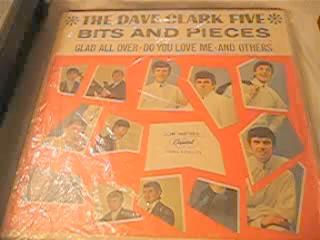 THE DAVE CLARK FIVE
BITS AND PIECES
GLAD ALL OVER · DO YOU LOVE ME · AND OTHERS
Capitol